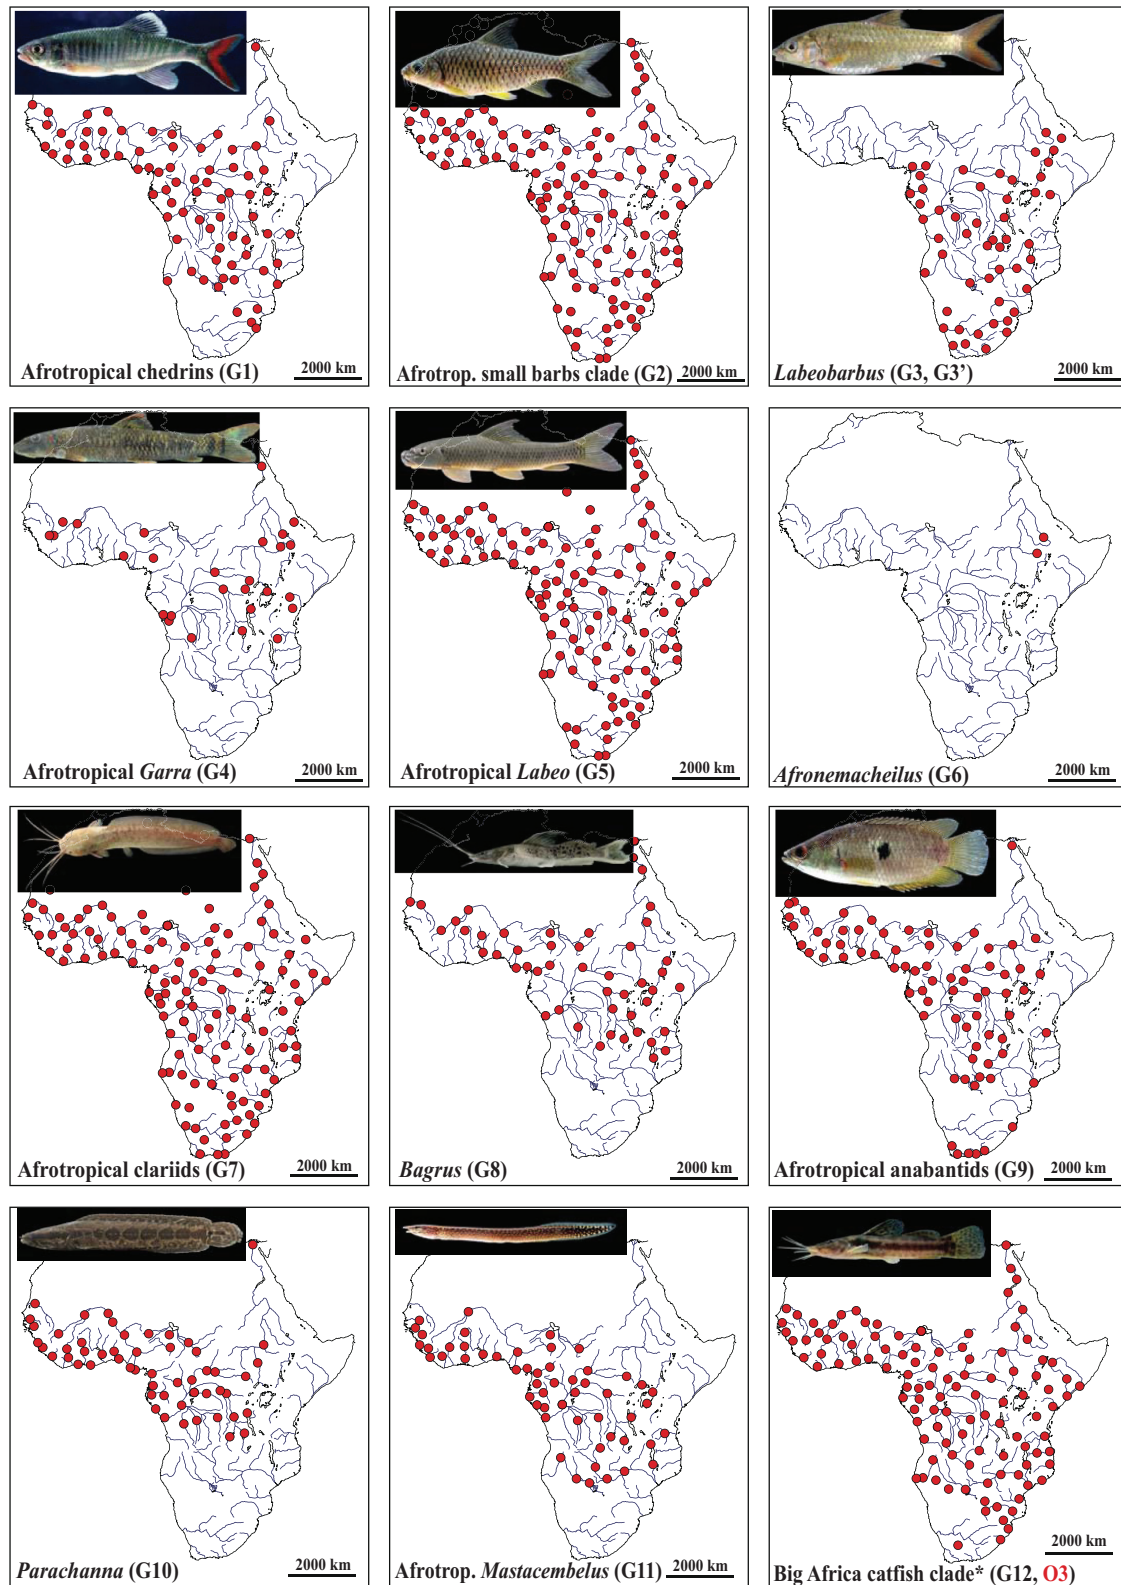 Afrotropical chedrins (G1)
2000 km
Afrotrop. small barbs clade (G2)
2000 km
Labeobarbus (G3, G3’)
2000 km
Afrotropical Garra (G4)
2000 km
Afrotropical Labeo (G5)
2000 km
Afronemacheilus (G6)
2000 km
Afrotropical clariids (G7)
2000 km
Bagrus (G8)
2000 km
Afrotropical anabantids (G9)
2000 km
Parachanna (G10)
2000 km
Afrotrop. Mastacembelus (G11)
2000 km
Big Africa catfish clade* (G12, O3)
2000 km